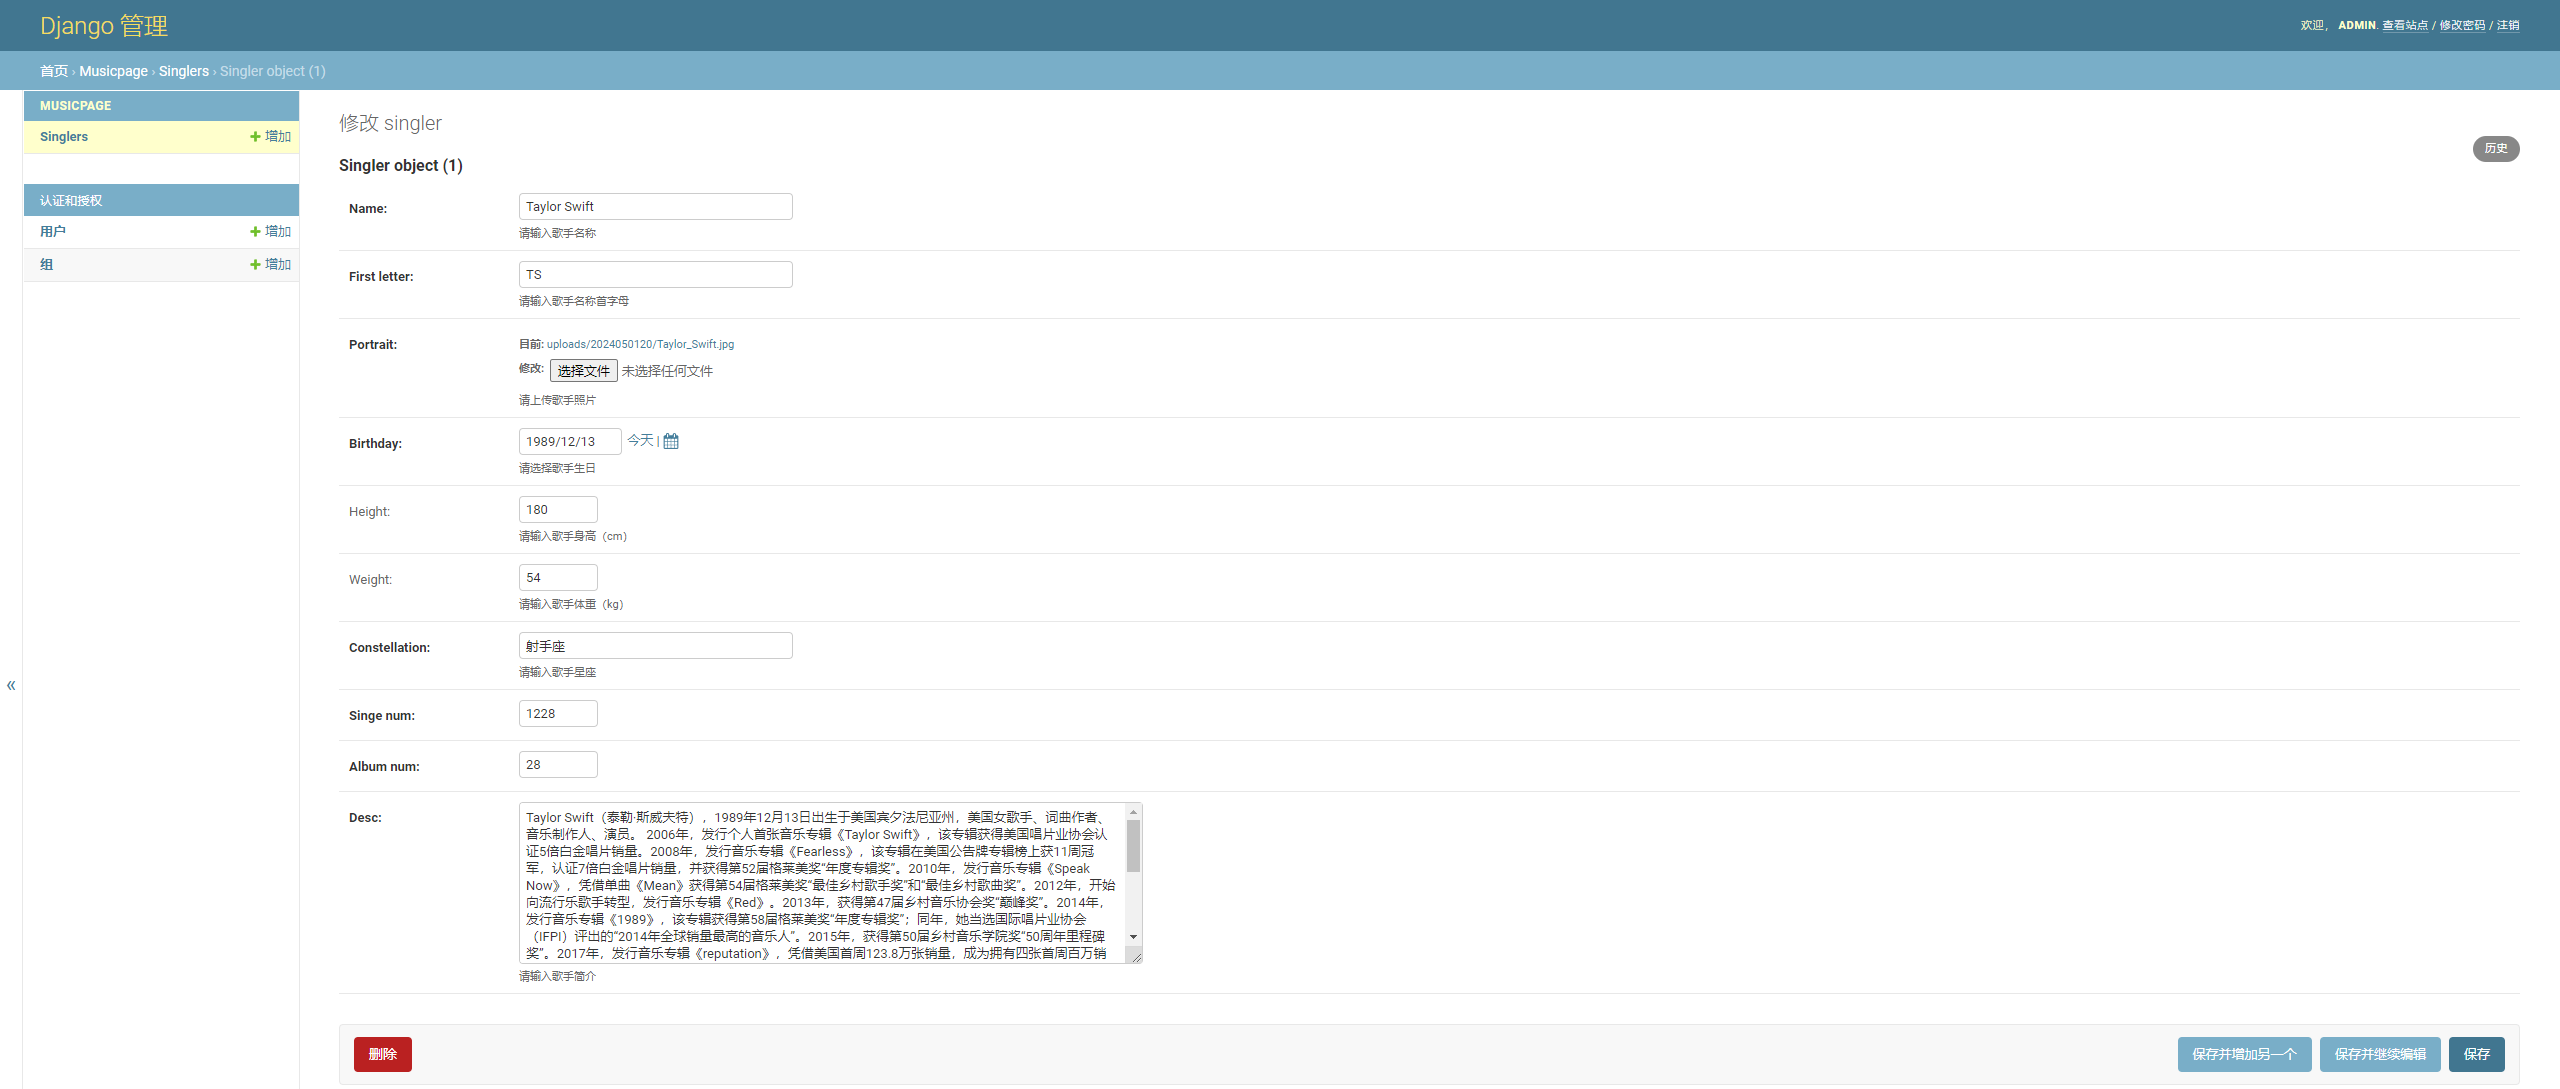 Django 管理
欢迎， ADMIN. 查看站点 / 修改密码 / 注销
首页 › Musicpage › Singlers › Singler object (1)
MUSICPAGE
Singlers 增加
认证和授权
用户 增加
组 增加
«
修改 singler
历史
Singler object (1)
Name: Taylor Swift
请输入歌手名称
First letter: TS
请输入歌手名称首字母
Portrait: 目前: uploads/2024050120/Taylor_Swift.jpg
修改: 选择文件 未选择任何文件
请上传歌手照片
Birthday: 1989/12/13 今天 |
请选择歌手生日
Height: 180
请输入歌手身高（cm）
Weight: 54
请输入歌手体重（kg）
Constellation: 射手座
请输入歌手星座
Singe num: 1228
Album num: 28
Desc: Taylor Swift（泰勒·斯威夫特），1989年12月13日出生于美国宾夕法尼亚州，美国女歌手、词曲作者、
音乐制作人、演员。 2006年，发行个人首张音乐专辑《Taylor Swift》，该专辑获得美国唱片业协会认
证5倍白金唱片销量。2008年，发行音乐专辑《Fearless》，该专辑在美国公告牌专辑榜上获11周冠
军，认证7倍白金唱片销量，并获得第52届格莱美奖“年度专辑奖”。2010年，发行音乐专辑《Speak
Now》，凭借单曲《Mean》获得第54届格莱美奖“最佳乡村歌手奖”和“最佳乡村歌曲奖”。2012年，开始
向流行乐歌手转型，发行音乐专辑《Red》。2013年，获得第47届乡村音乐协会奖“巅峰奖”。2014年，
发行音乐专辑《1989》，该专辑获得第58届格莱美奖“年度专辑奖”；同年，她当选国际唱片业协会
（IFPI）评出的“2014年全球销量最高的音乐人”。2015年，获得第50届乡村音乐学院奖“50周年里程碑
奖”。2017年，发行音乐专辑《reputation》，凭借美国首周123.8万张销量，成为拥有四张首周百万销
请输入歌手简介
删除 保存并增加另一个 保存并继续编辑 保存